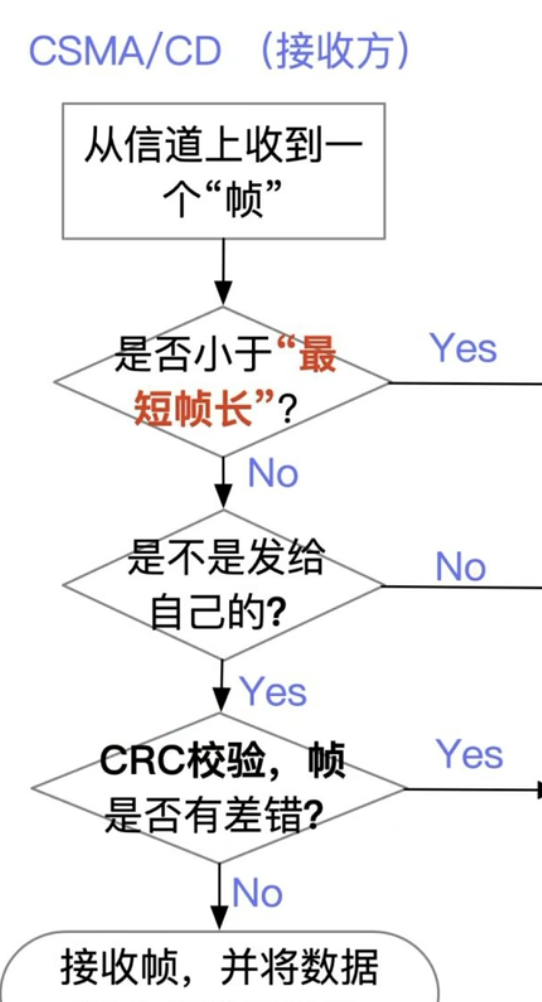 CSMA/CD （接收方）
从信道上收到一
个“帧”
是否小于“最
短帧长”?
Yes
No
是不是发给
自己的?
No
Yes
CRC校验，帧
是否有差错?
Yes
No
接收帧，并将数据